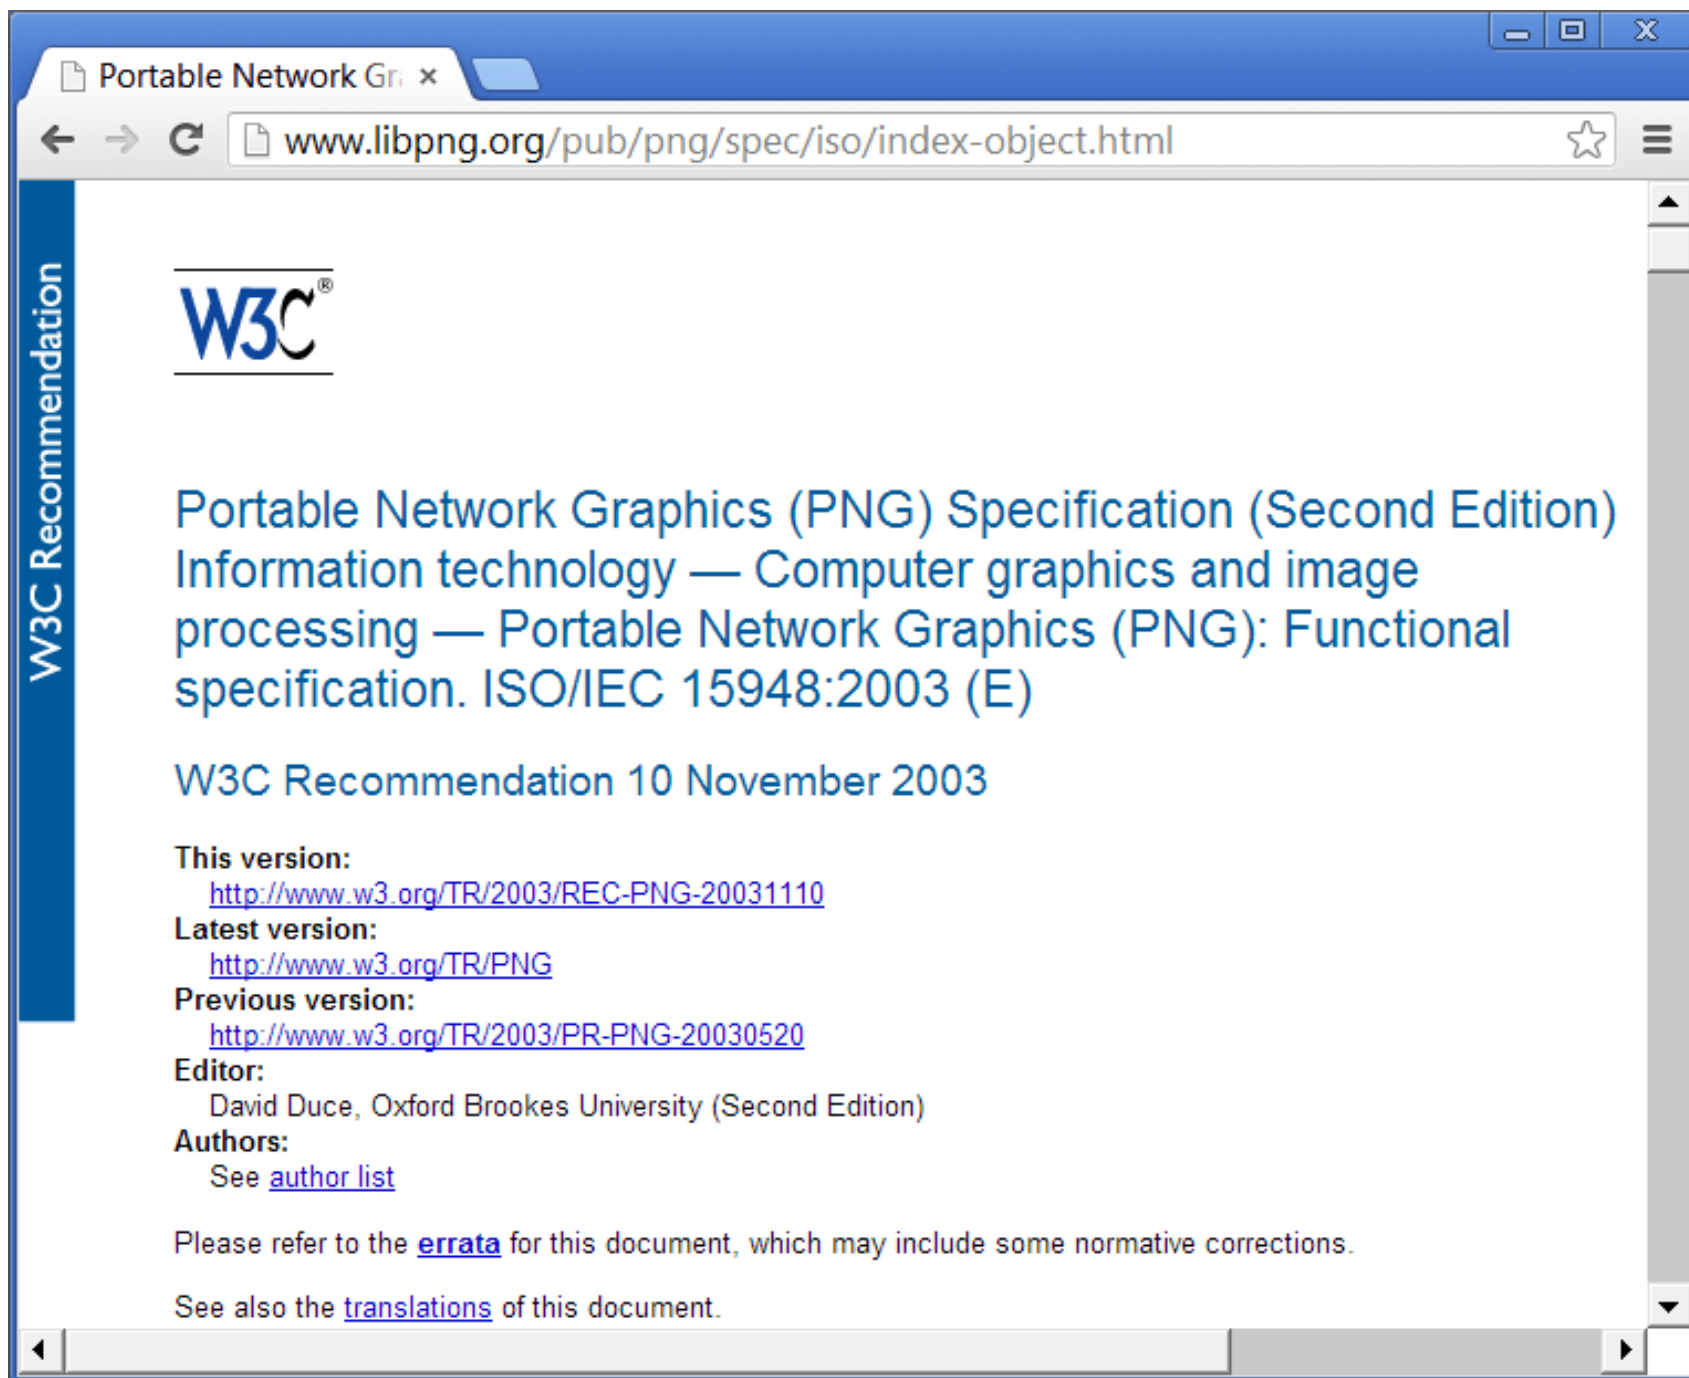 Portable Network Gr
www.libpng.org/pub/png/spec/iso/index-object.html
W3C Recommendation
W3C®
Portable Network Graphics (PNG) Specification (Second Edition)
Information technology — Computer graphics and image
processing — Portable Network Graphics (PNG): Functional
specification. ISO/IEC 15948:2003 (E)
W3C Recommendation 10 November 2003
This version:
http://www.w3.org/TR/2003/REC-PNG-20031110
Latest version:
http://www.w3.org/TR/PNG
Previous version:
http://www.w3.org/TR/2003/PR-PNG-20030520
Editor:
David Duce, Oxford Brookes University (Second Edition)
Authors:
See author list
Please refer to the errata for this document, which may include some normative corrections.
See also the translations of this document.